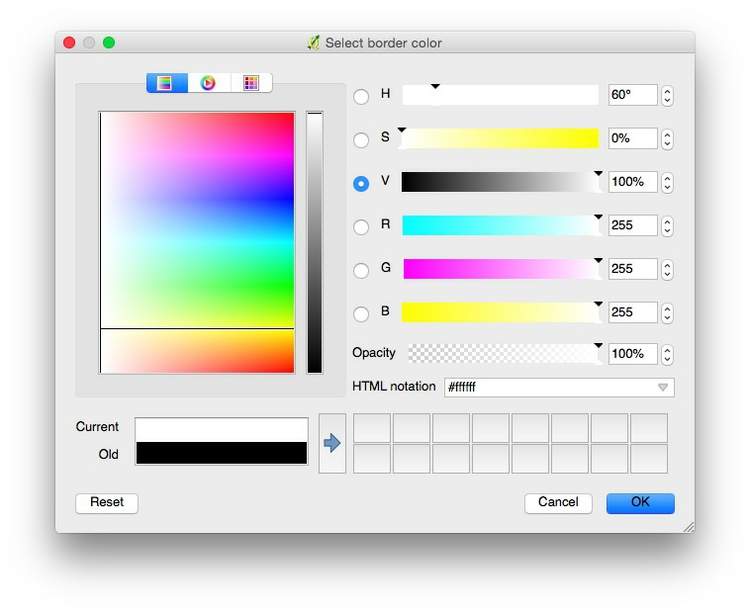 Select border color
H 60°
S 0%
V 100%
R 255
G 255
B 255
Opacity 100%
HTML notation #ffffff
Current
Old
Reset Cancel OK